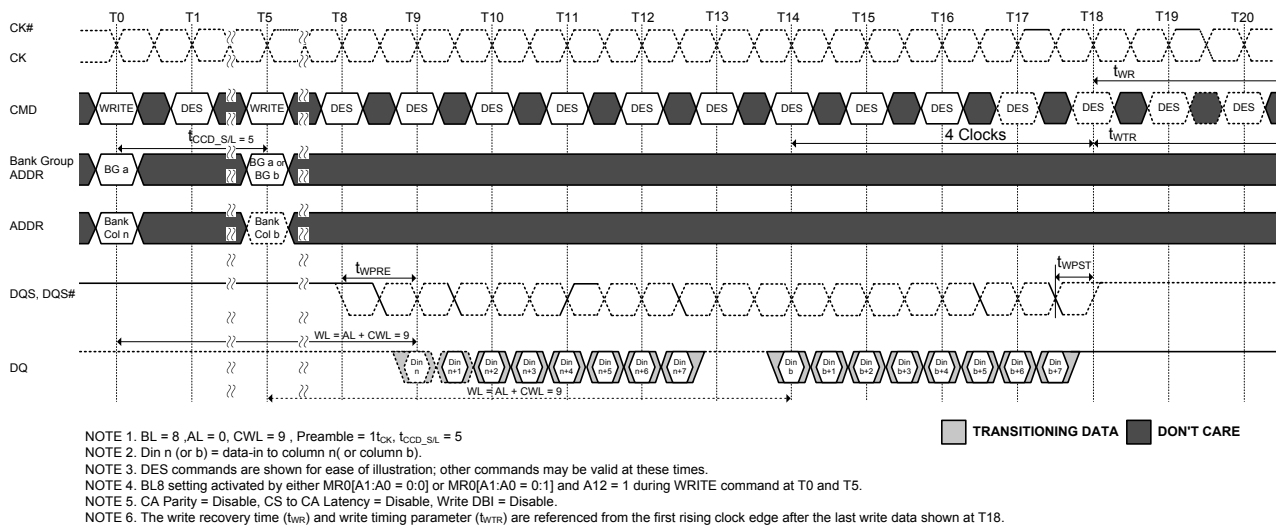 T0 T1 T5 T8 T9 T10 T11 T12 T13 T14 T15 T16 T17 T18 T19 T20
CK#
CK
tWR
CMD WRITE DES WRITE DES DES DES DES DES DES DES DES DES DES DES DES DES
tCCD_S/L = 5
4 Clocks
tWTR
Bank Group
ADDR
BG a
BG a or
BG b
ADDR
Bank
Col n
Bank
Col b
tWPRE
tWPST
DQS, DQS#
WL = AL + CWL = 9
DQ
Din
n
Din
n+1
Din
n+2
Din
n+3
Din
n+4
Din
n+5
Din
n+6
Din
n+7
Din
b
Din
b+1
Din
b+2
Din
b+3
Din
b+4
Din
b+5
Din
b+6
Din
b+7
WL = AL + CWL = 9
TRANSITIONING DATA DON'T CARE
NOTE 1. BL = 8 ,AL = 0, CWL = 9 , Preamble = 1tCK, tCCD_S/L = 5
NOTE 2. Din n (or b) = data-in to column n( or column b).
NOTE 3. DES commands are shown for ease of illustration; other commands may be valid at these times.
NOTE 4. BL8 setting activated by either MR0[A1:A0 = 0:0] or MR0[A1:A0 = 0:1] and A12 = 1 during WRITE command at T0 and T5.
NOTE 5. CA Parity = Disable, CS to CA Latency = Disable, Write DBI = Disable.
NOTE 6. The write recovery time (tWR) and write timing parameter (tWTR) are referenced from the first rising clock edge after the last write data shown at T18.